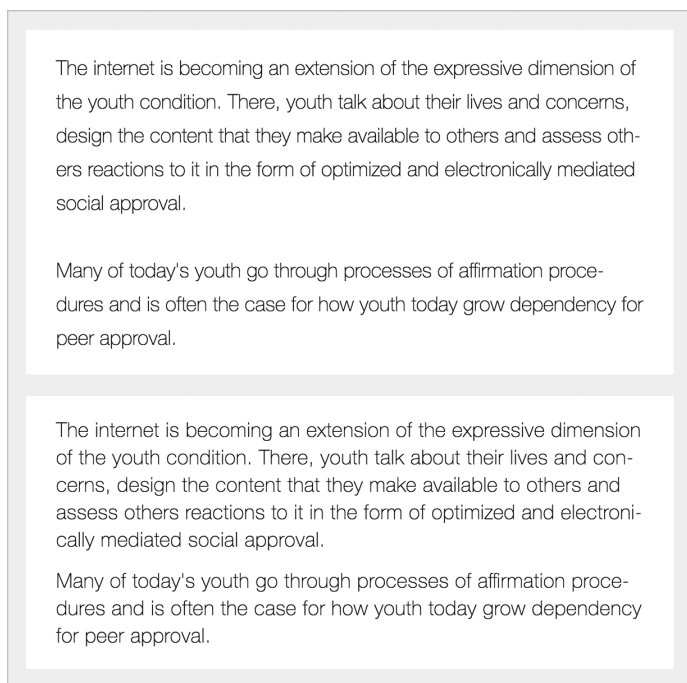 The internet is becoming an extension of the expressive dimension of
the youth condition. There, youth talk about their lives and concerns,
design the content that they make available to others and assess oth-
ers reactions to it in the form of optimized and electronically mediated
social approval.
Many of today's youth go through processes of affirmation proce-
dures and is often the case for how youth today grow dependency for
peer approval.
The internet is becoming an extension of the expressive dimension
of the youth condition. There, youth talk about their lives and con-
cerns, design the content that they make available to others and
assess others reactions to it in the form of optimized and electroni-
cally mediated social approval.
Many of today's youth go through processes of affirmation proce-
dures and is often the case for how youth today grow dependency
for peer approval.